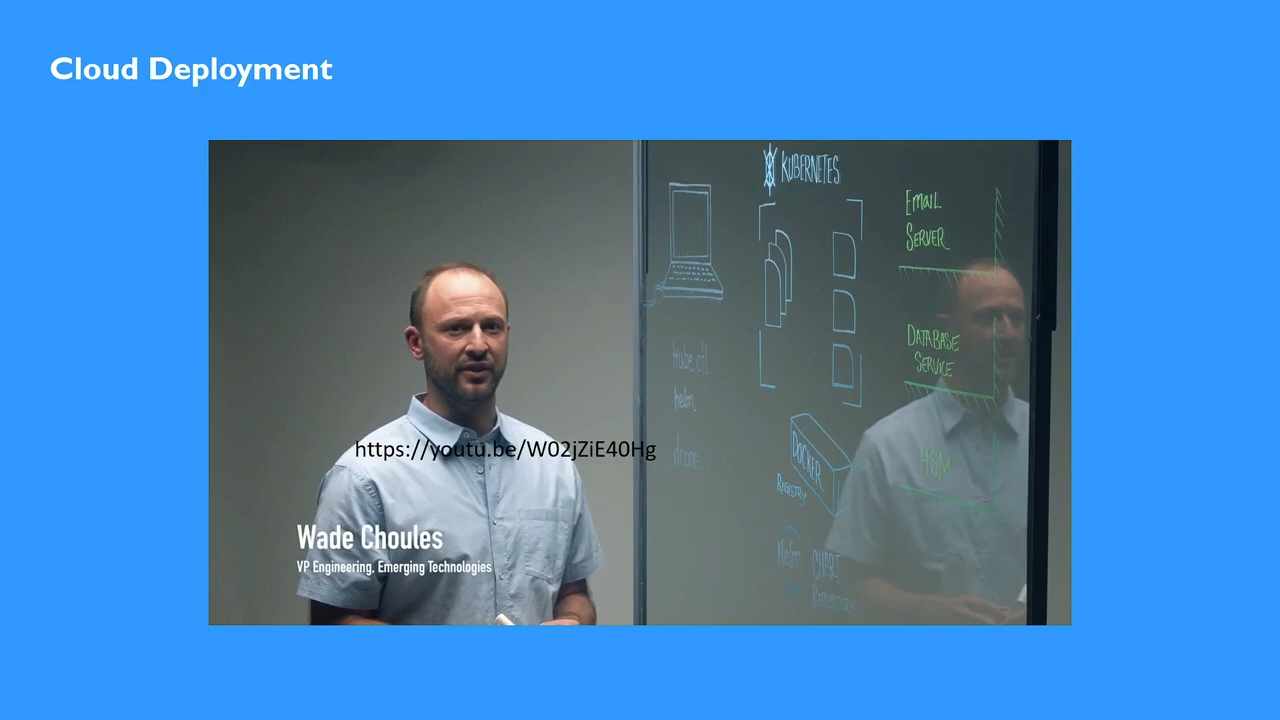 Cloud Deployment
KUBERNETES
EMAIL
SERVER
DATABASE
SERVICE
kubectl
helm
https://youtu.be/W02jZiE40Hg
HSM
DOCKER
REGISTRY
Wade Choules
VP Engineering, Emerging Technologies
Helm CHART
Repository